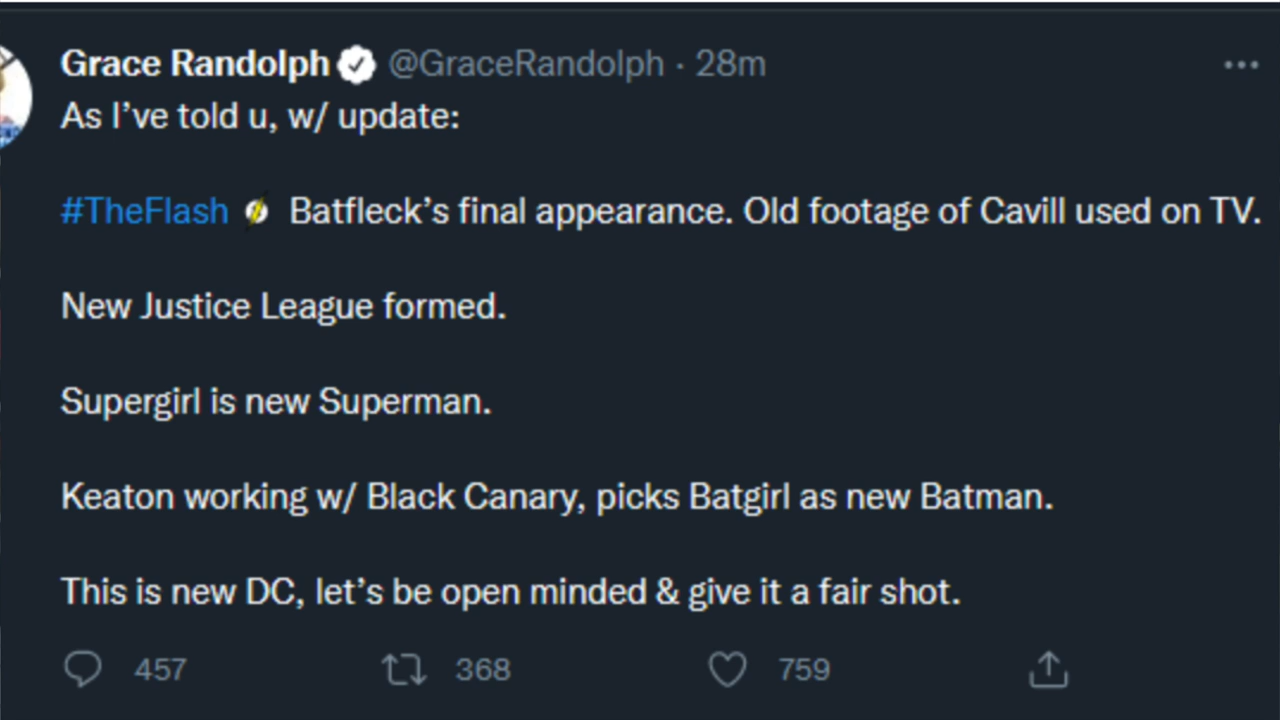 Grace Randolph @GraceRandolph · 28m
As I’ve told u, w/ update:
#TheFlash Batfleck’s final appearance. Old footage of Cavill used on TV.
New Justice League formed.
Supergirl is new Superman.
Keaton working w/ Black Canary, picks Batgirl as new Batman.
This is new DC, let’s be open minded & give it a fair shot.
457 368 759